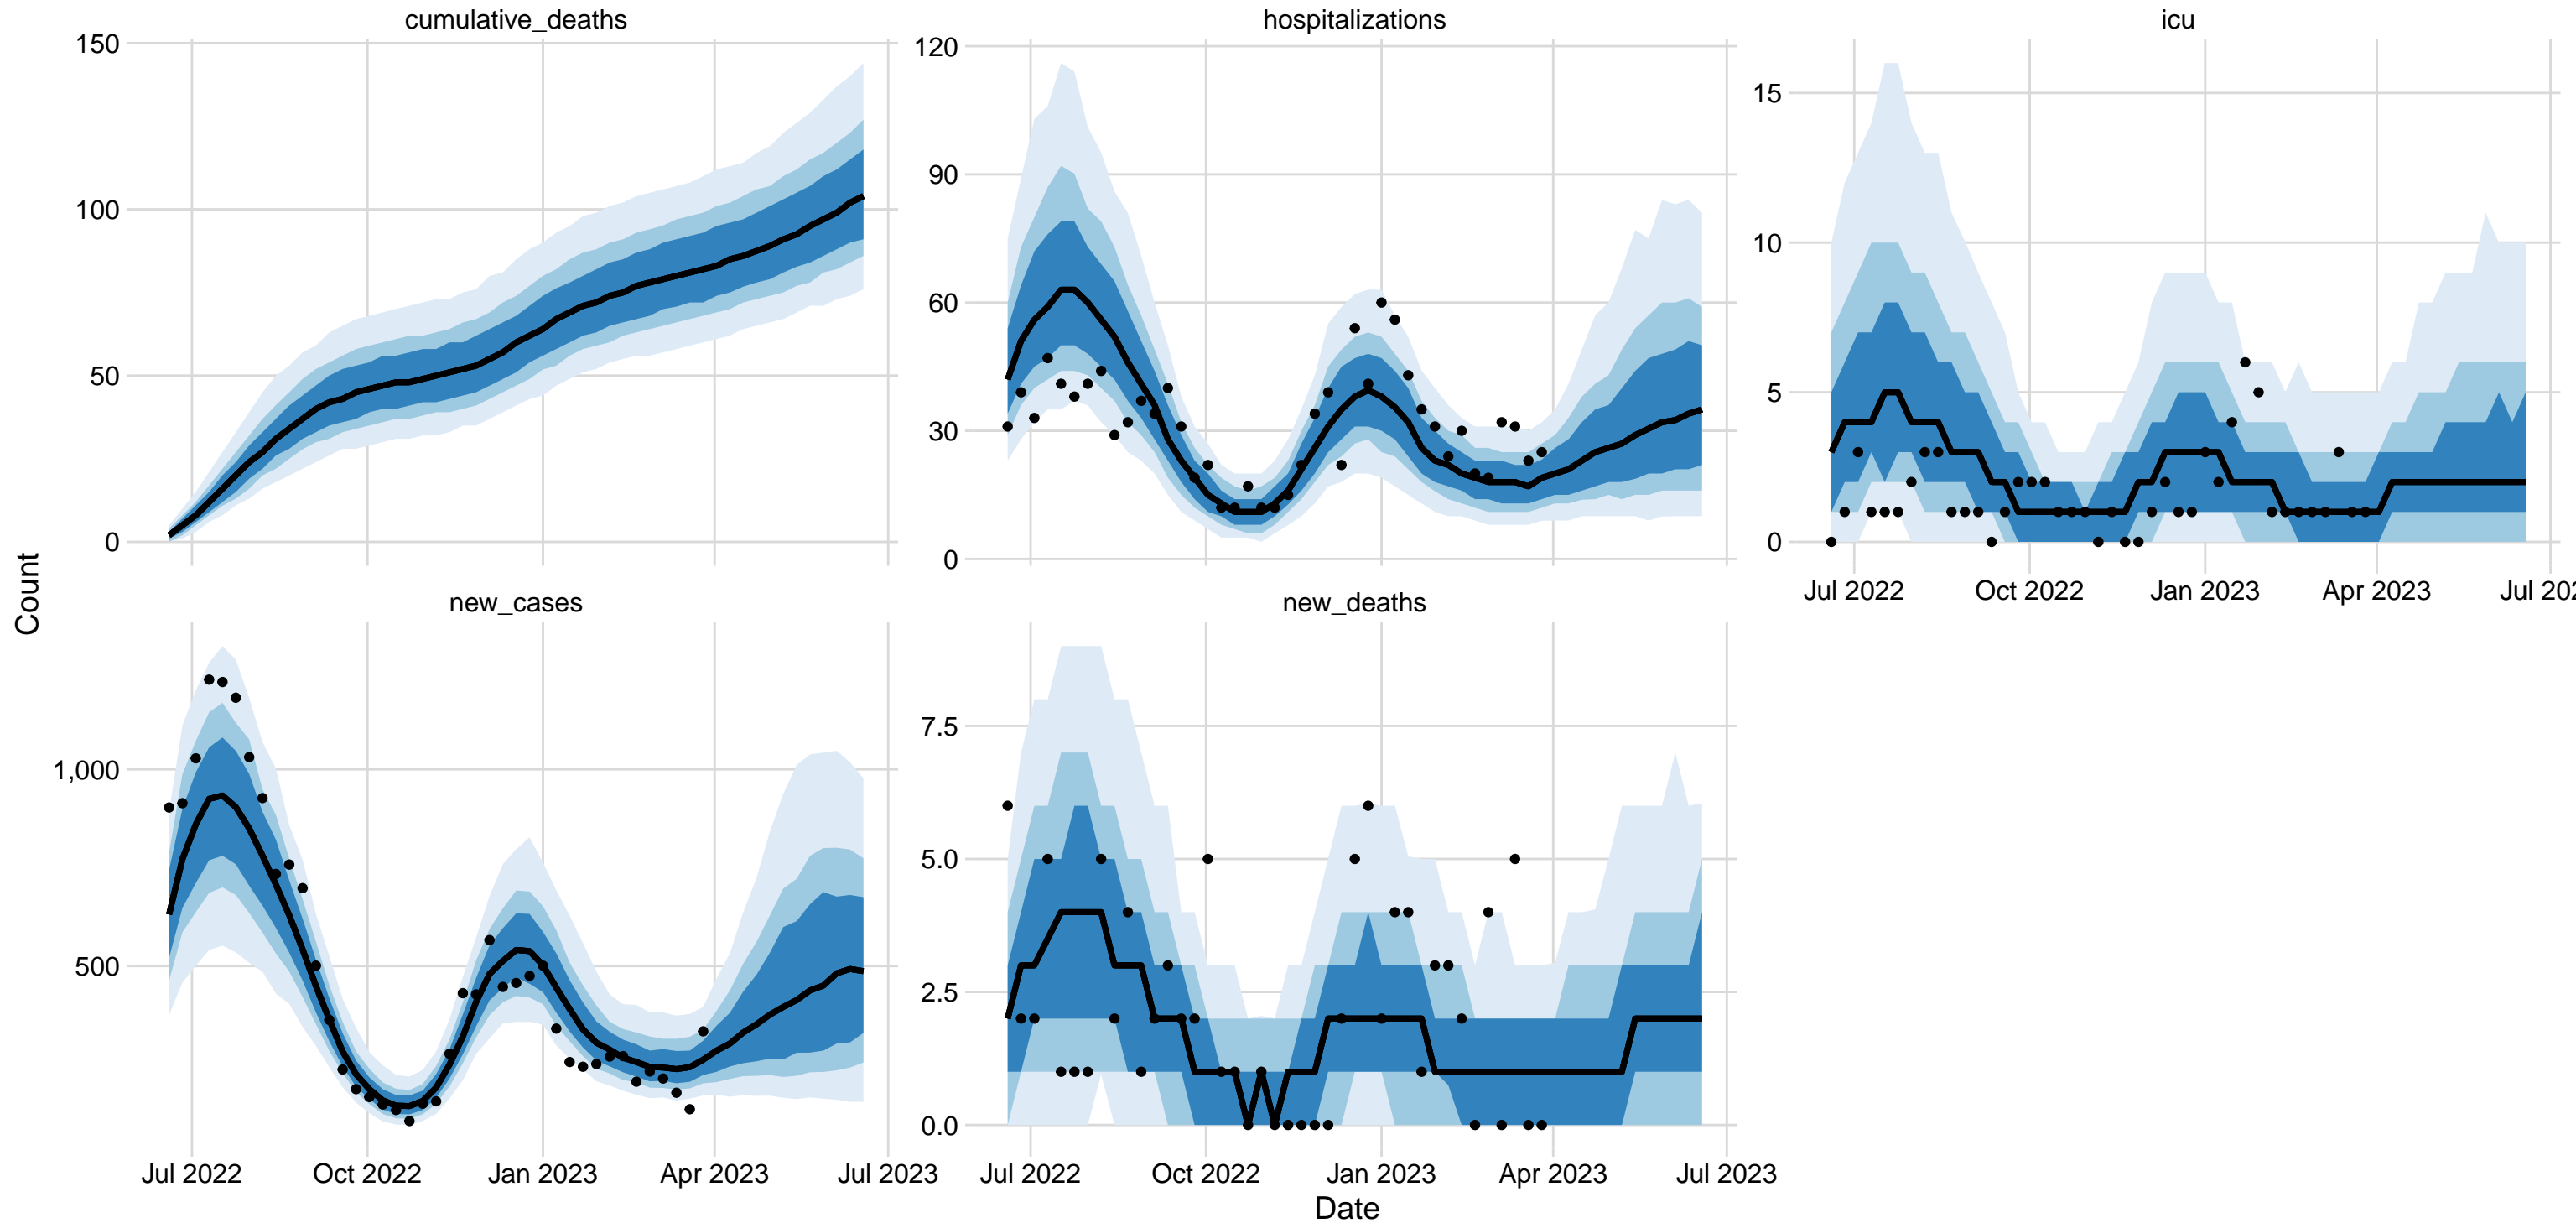 cumulative_deaths
150
100
50
0
hospitalizations
120
90
60
30
0
icu
15
10
5
0
Jul 2022 Oct 2022 Jan 2023 Apr 2023 Jul 202
Count
new_cases
1,000
500
Jul 2022 Oct 2022 Jan 2023 Apr 2023 Jul 2023
new_deaths
7.5
5.0
2.5
0.0
Jul 2022 Oct 2022 Jan 2023 Apr 2023 Jul 2023
Date